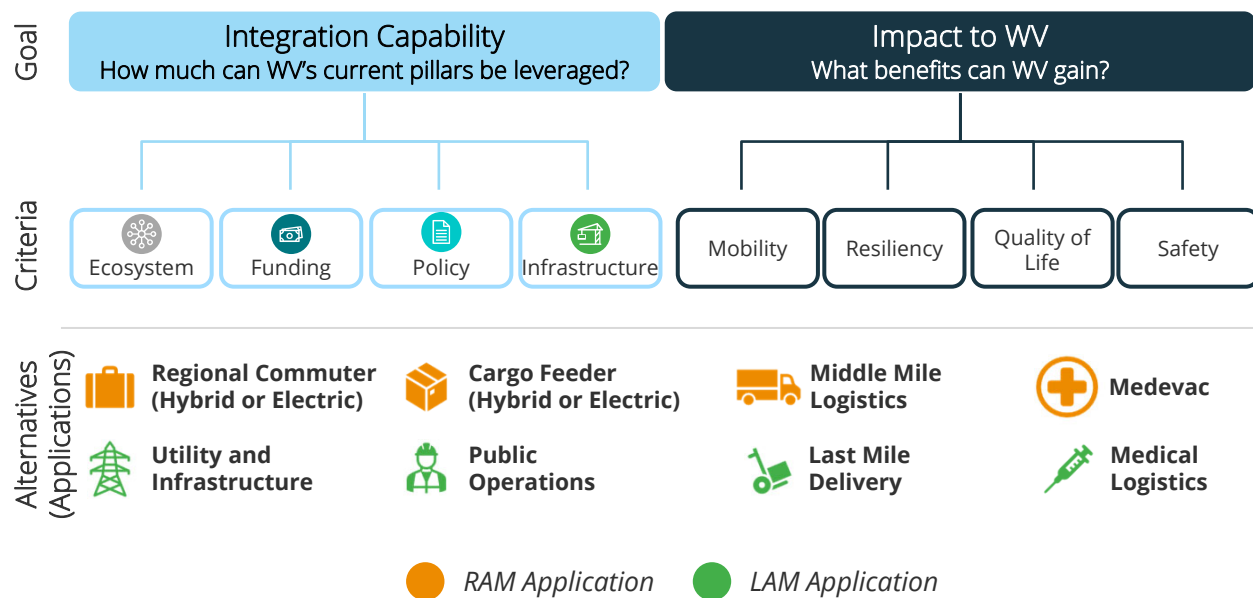 Goal
Integration Capability
How much can WV's current pillars be leveraged?
Impact to WV
What benefits can WV gain?
Criteria
Ecosystem
Funding
Policy
Infrastructure
Mobility
Resiliency
Quality of
Life
Safety
Alternatives
(Applications)
Regional Commuter
(Hybrid or Electric)
Cargo Feeder
(Hybrid or Electric)
Middle Mile
Logistics
Medevac
Utility and
Infrastructure
Public
Operations
Last Mile
Delivery
Medical
Logistics
RAM Application
LAM Application